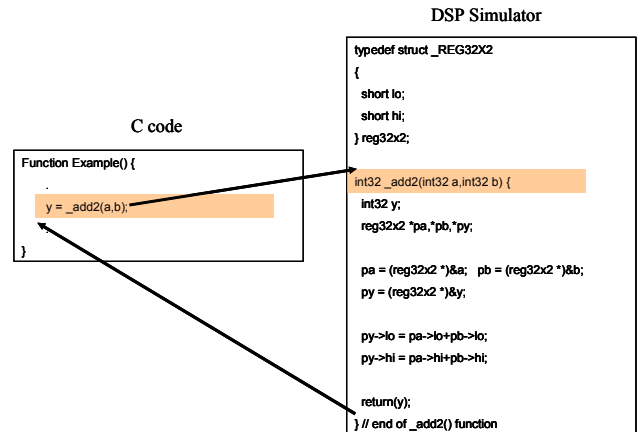 DSP Simulator
C code
Function Example() {
.
y = _add2(a,b);
.
}
typedef struct _REG32X2
{
short lo;
short hi;
} reg32x2;
int32 _add2(int32 a,int32 b) {
int32 y;
reg32x2 *pa,*pb,*py;
pa = (reg32x2 *)&a;   pb = (reg32x2 *)&b;
py = (reg32x2 *)&y;
py->lo = pa->lo+pb->lo;
py->hi = pa->hi+pb->hi;
return(y);
} // end of _add2() function